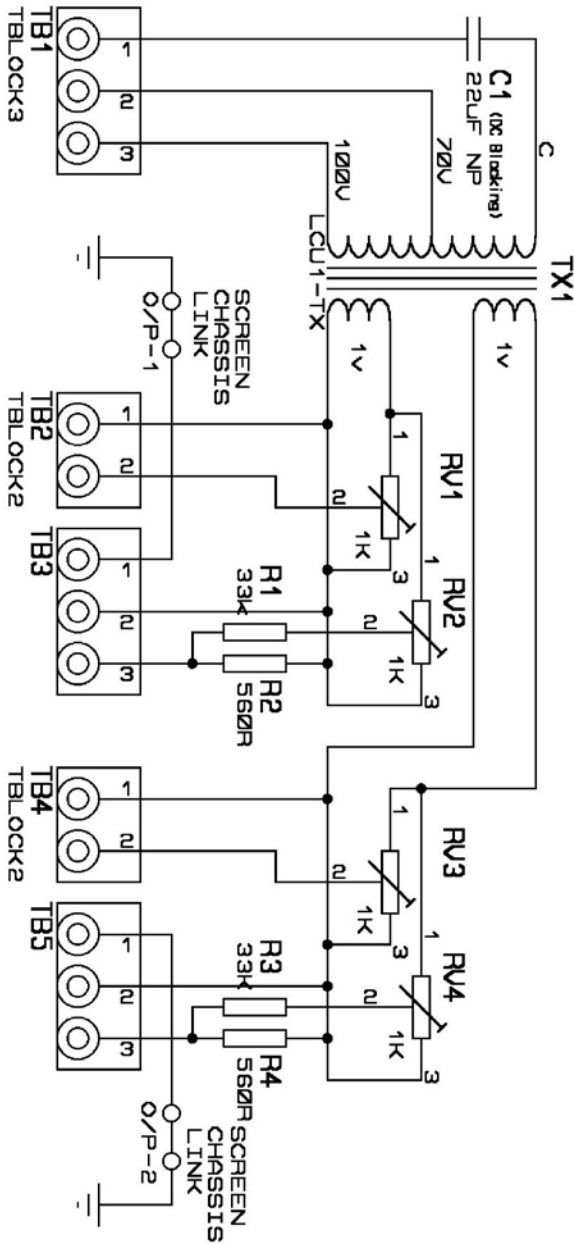 TX1
C
C1 (DC Blocking)
22uF NP
70V
100V
LCU1-TX
1v
1v
TB1
TBLOCK3
1
2
3
SCREEN
CHASSIS
LINK
O/P-1
TB2
TBLOCK2
1
2
RV1
1
2
3
1K
TB3
1
2
3
R1
33K
R2
560R
RV2
1
2
3
1K
TB4
TBLOCK2
1
2
RV3
1
2
3
1K
TB5
1
2
3
R3
33K
R4
560R
RV4
1
2
3
1K
SCREEN
CHASSIS
LINK
O/P-2